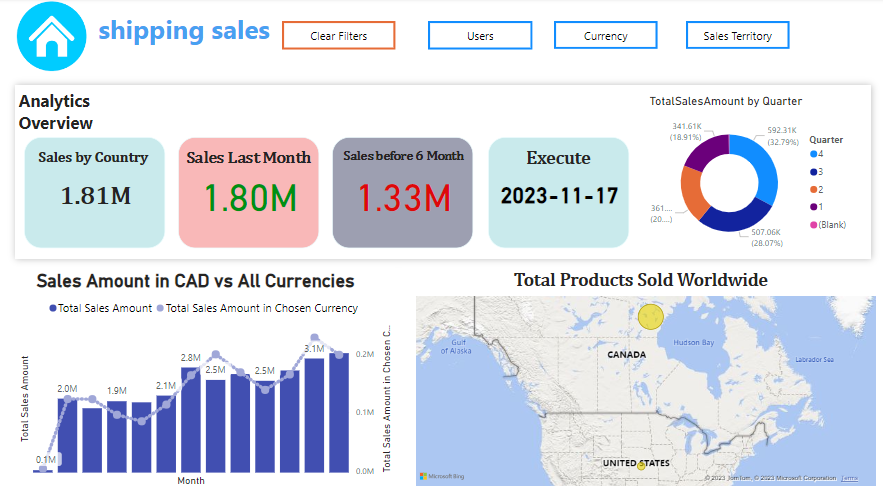 shipping sales
Clear Filters
Users
Currency
Sales Territory
Analytics
Overview
Sales by Country
1.81M
Sales Last Month
1.80M
Sales before 6 Month
1.33M
Execute
2023-11-17
TotalSalesAmount by Quarter
341.61K
(18.91%)
592.31K
(32.79%)
361....
(20....)
507.06K
(28.07%)
Quarter
4
3
2
1
(Blank)
Sales Amount in CAD vs All Currencies
Total Sales Amount
Total Sales Amount in Chosen Currency
Total Sales Amount
0.1M
2.0M
1.9M
2.1M
2.8M
2.5M
2.5M
3.1M
0.2M
0.1M
0.0M
Total Sales Amount in Chosen C...
Month
Total Products Sold Worldwide
Gulf
of Alaska
CANADA
Hudson Bay
Labrador Sea
UNITED STATES
Microsoft Bing
© 2023 TomTom, © 2023 Microsoft Corporation Terms